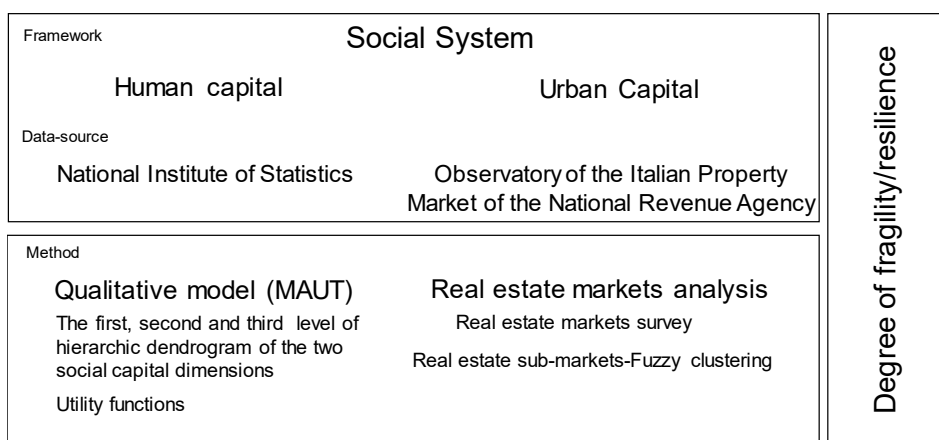 Framework
Social System
Human capital
Urban Capital
Data-source
National Institute of Statistics
Observatory of the Italian Property
Market of the National Revenue Agency
Method
Qualitative model (MAUT)
The first, second and third level of
hierarchic dendrogram of the two
social capital dimensions
Utility functions
Real estate markets analysis
Real estate markets survey
Real estate sub-markets-Fuzzy clustering
Degree of fragility/resilience